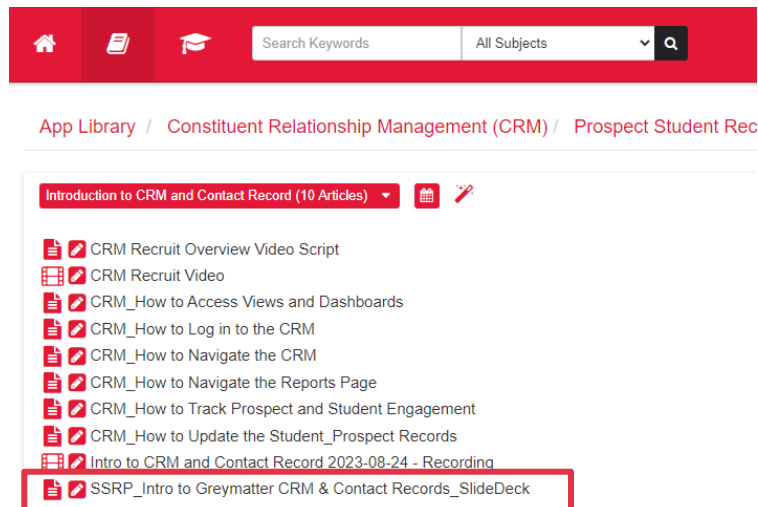 Search Keywords All Subjects
App Library / Constituent Relationship Management (CRM) / Prospect Student Rec
Introduction to CRM and Contact Record (10 Articles)
CRM Recruit Overview Video Script
CRM Recruit Video
CRM_How to Access Views and Dashboards
CRM_How to Log in to the CRM
CRM_How to Navigate the CRM
CRM_How to Navigate the Reports Page
CRM_How to Track Prospect and Student Engagement
CRM_How to Update the Student_Prospect Records
Intro to CRM and Contact Record 2023-08-24 - Recording
SSRP_Intro to Greymatter CRM & Contact Records_SlideDeck